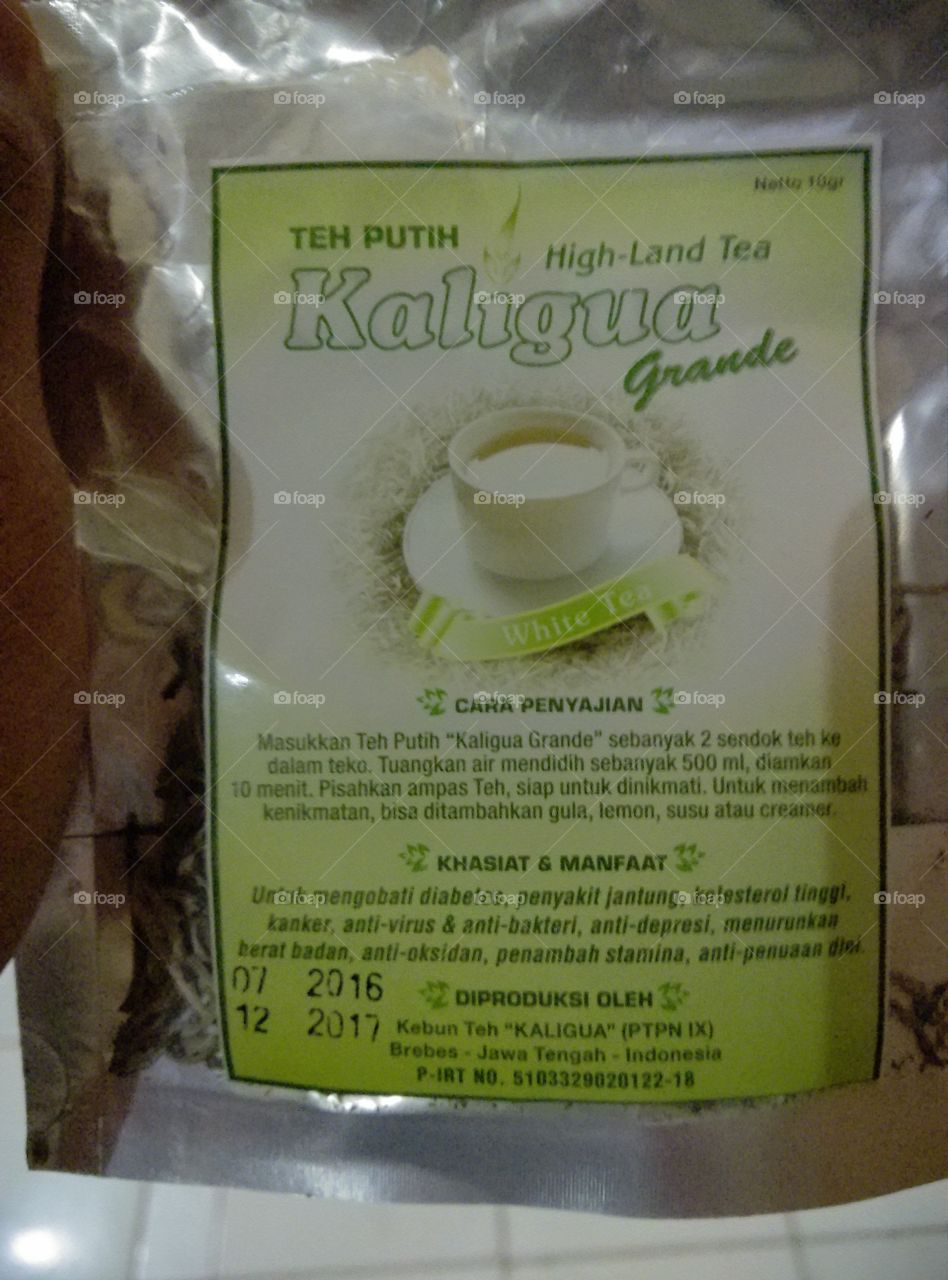 Netto 10gr
TEH PUTIH
High-Land Tea
Kaligua
Grande
White Tea
CARA PENYAJIAN
Masukkan Teh Putih “Kaligua Grande” sebanyak 2 sendok teh ke
dalam teko. Tuangkan air mendidih sebanyak 500 ml, diamkan
10 menit. Pisahkan ampas Teh, siap untuk dinikmati. Untuk menambah
kenikmatan, bisa ditambahkan gula, lemon, susu atau creamer.
KHASIAT & MANFAAT
Untuk mengobati diabetes, penyakit jantung, kolesterol tinggi,
kanker, anti-virus & anti-bakteri, anti-depresi, menurunkan
berat badan, anti-oksidan, penambah stamina, anti-penuaan dini.
07 2016
12 2017
DIPRODUKSI OLEH
Kebun Teh "KALIGUA" (PTPN IX)
Brebes - Jawa Tengah - Indonesia
P-IRT NO. 5103329020122-18
foap